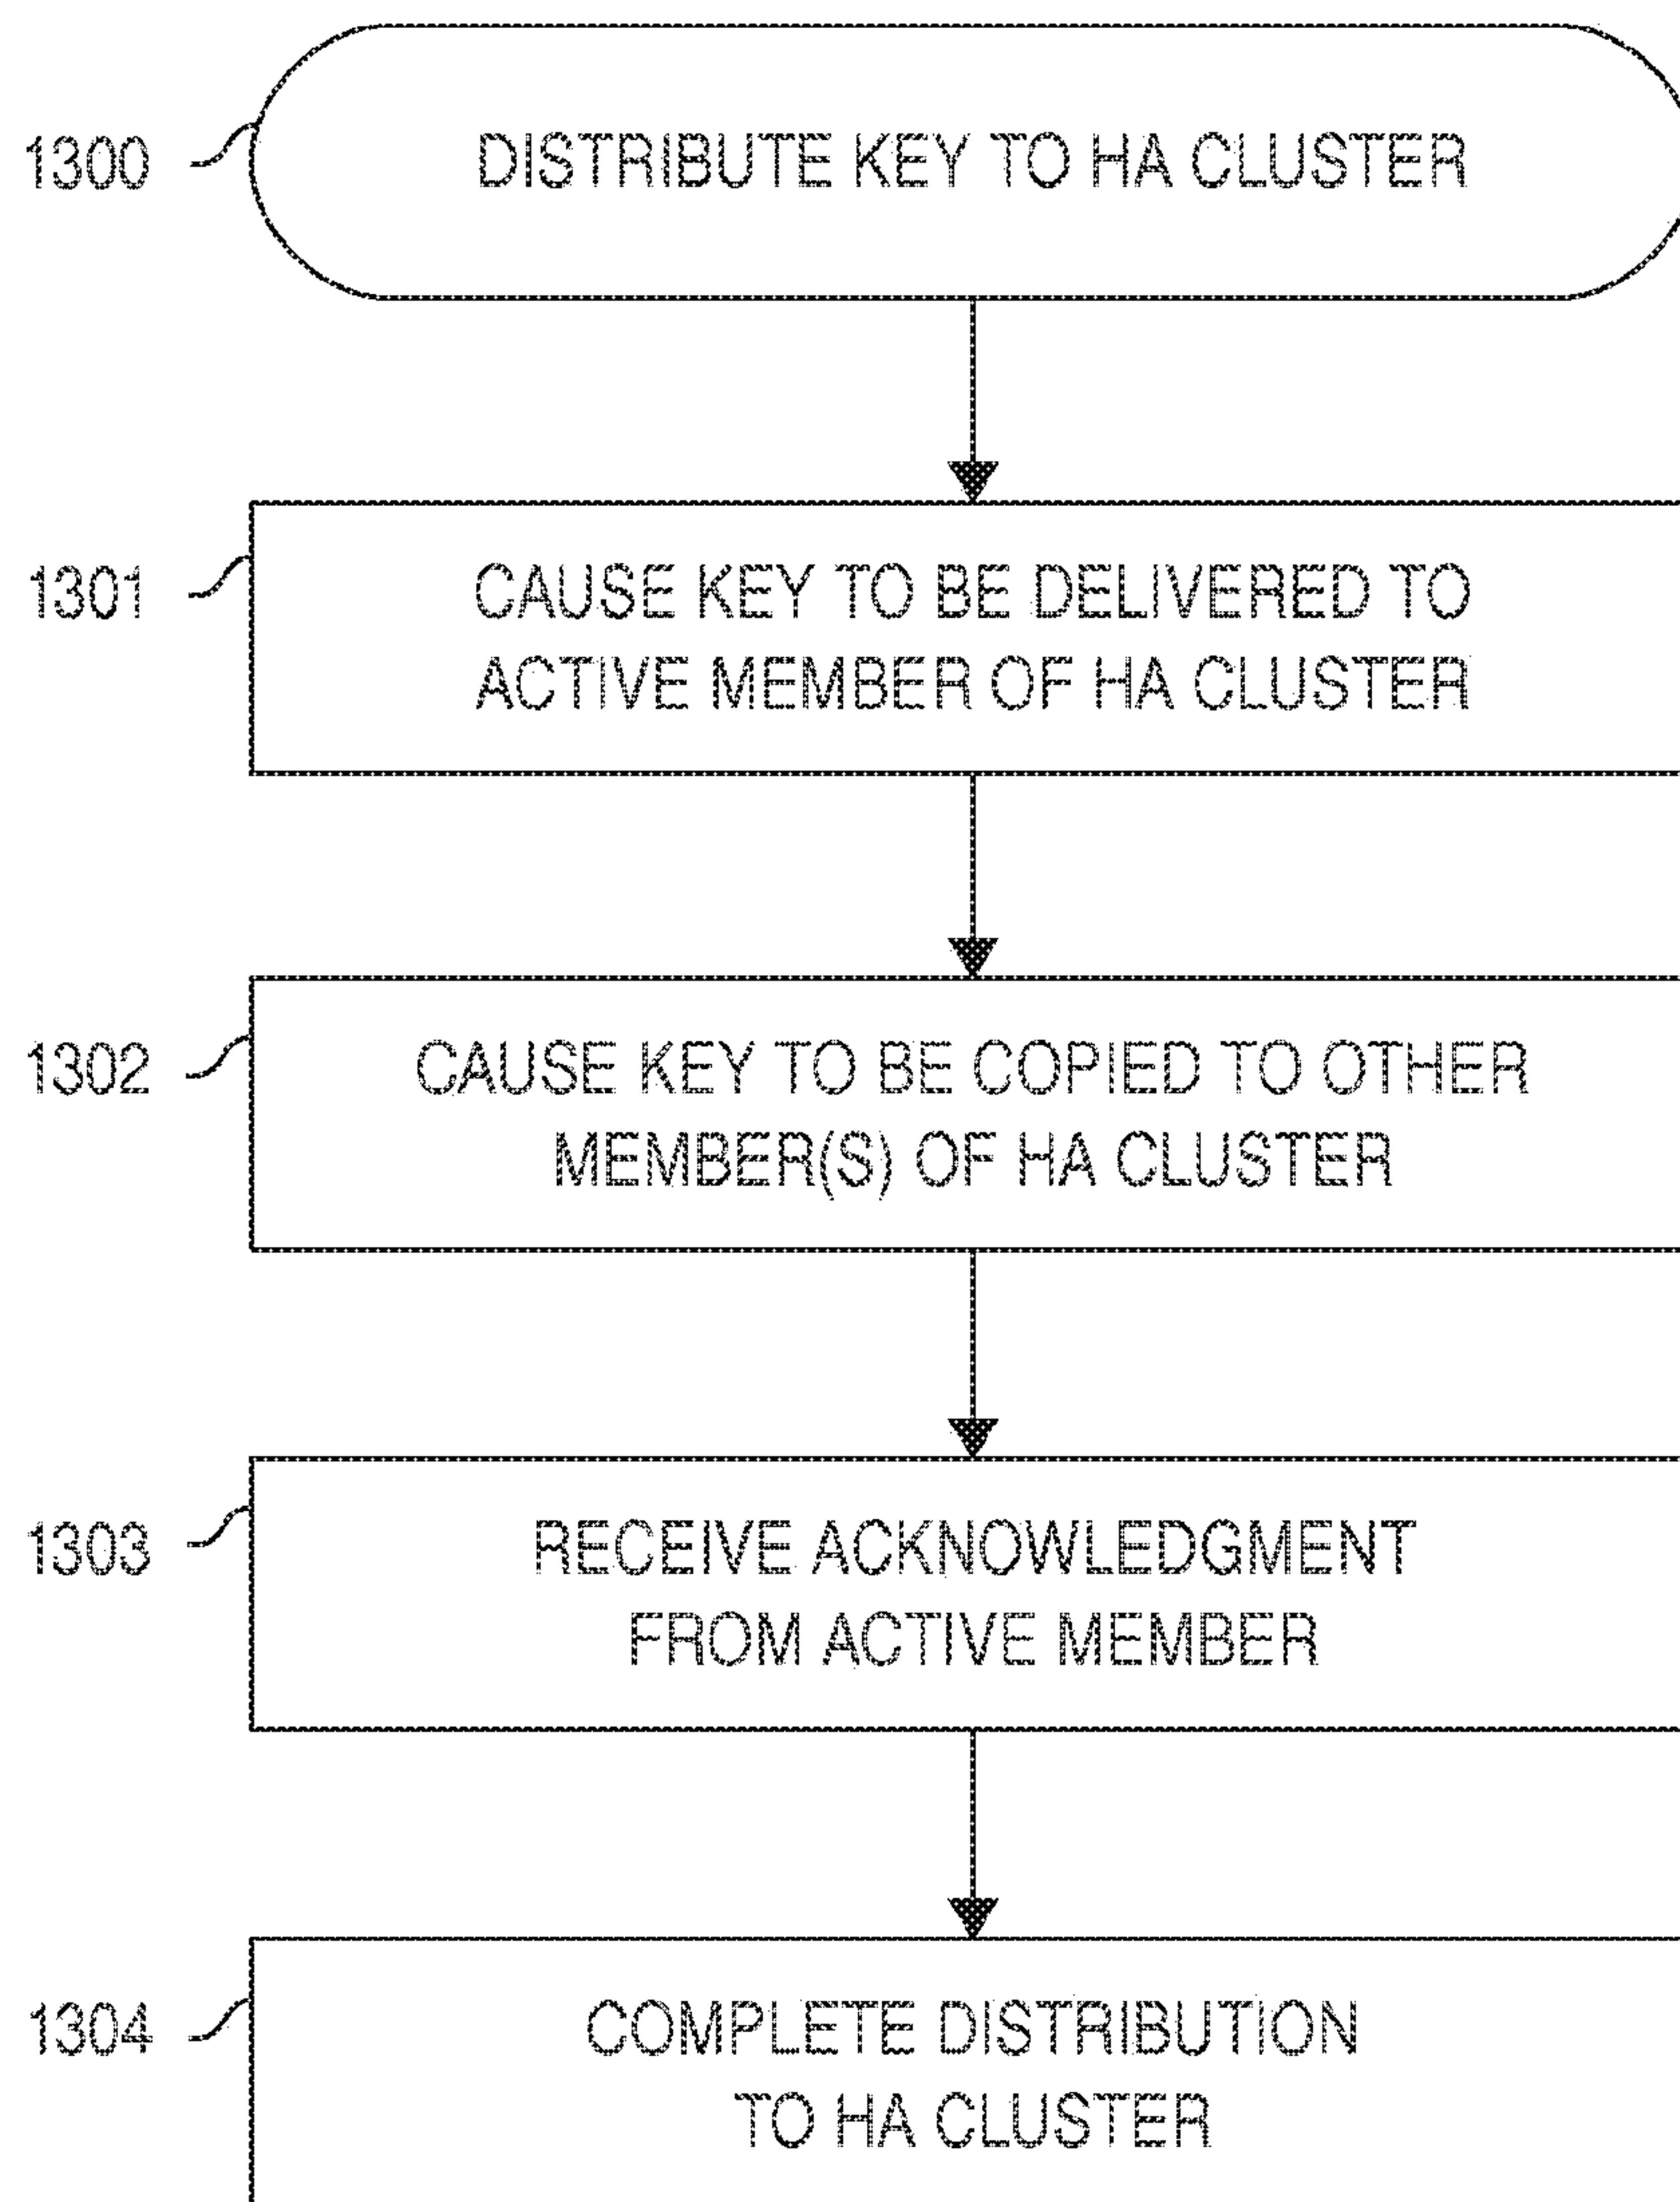 1300
DISTRIBUTE KEY TO HA CLUSTER
1301
CAUSE KEY TO BE DELIVERED TO
ACTIVE MEMBER OF HA CLUSTER
1302
CAUSE KEY TO BE COPIED TO OTHER
MEMBER(S) OF HA CLUSTER
1303
RECEIVE ACKNOWLEDGMENT
FROM ACTIVE MEMBER
1304
COMPLETE DISTRIBUTION
TO HA CLUSTER